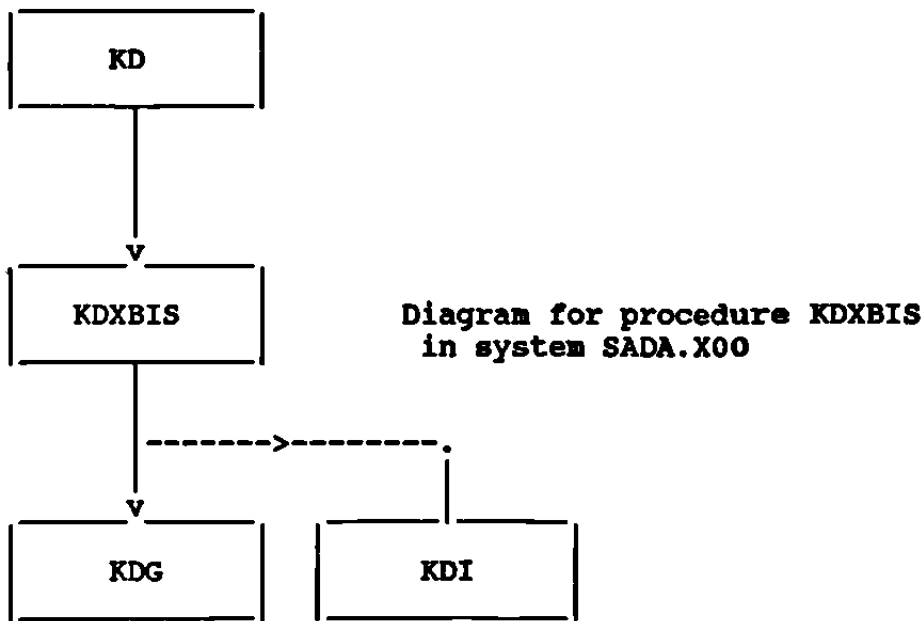 KD
KDXBIS
Diagram for procedure KDXBIS
in system SADA.X00
KDG
KDI